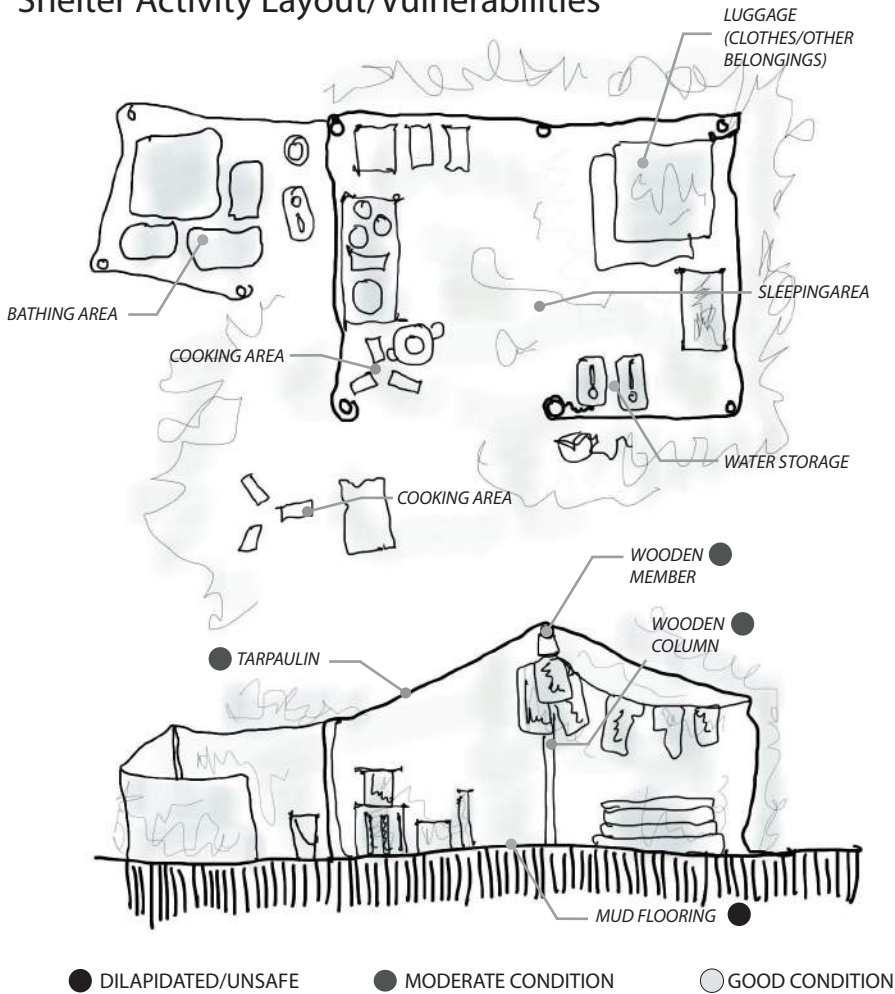 Shelter Activity Layout/Vulnerabilities
LUGGAGE
(CLOTHES/OTHER
BELONGINGS)
SLEEPINGAREA
BATHING AREA
COOKING AREA
WATER STORAGE
COOKING AREA
WOODEN
MEMBER
WOODEN
COLUMN
TARPAULIN
MUD FLOORING
DILAPIDATED/UNSAFE
MODERATE CONDITION
GOOD CONDITION